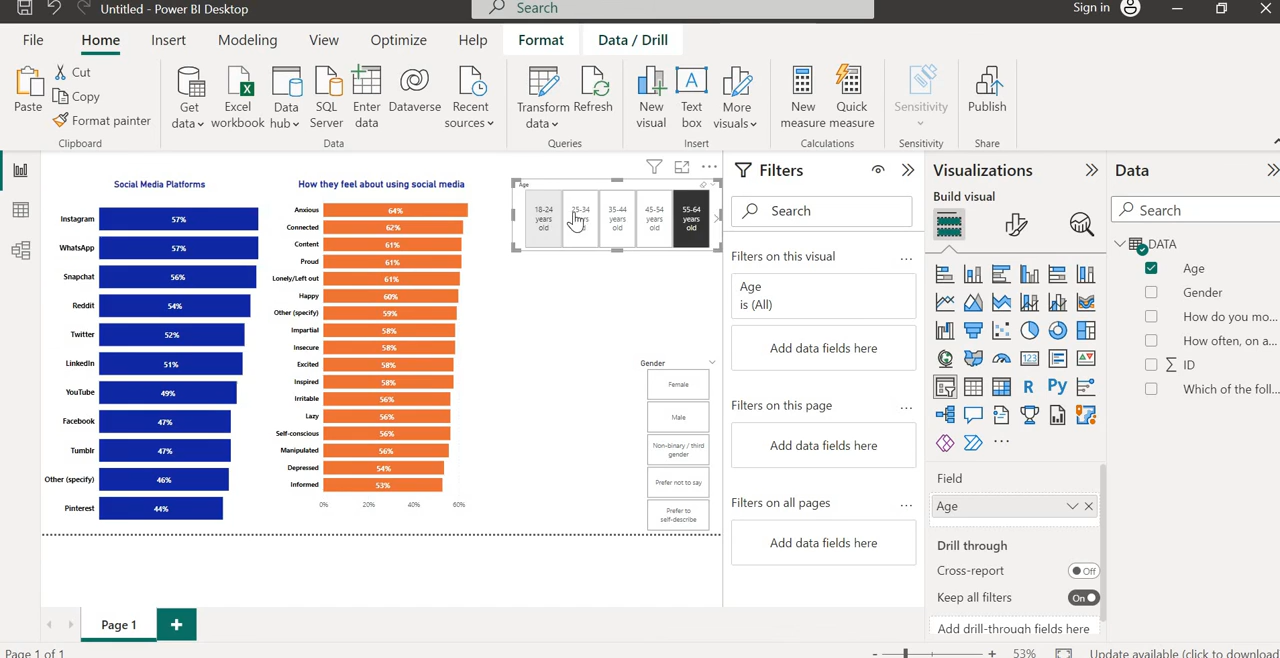 Untitled - Power BI Desktop
Search
Sign in
File
Home
Insert
Modeling
View
Optimize
Help
Format
Data / Drill
Paste
Cut
Copy
Format painter
Get data
Excel workbook
Data hub
SQL Server
Enter data
Dataverse
Recent sources
Transform data
Refresh
New visual
Text box
More visuals
New measure
Quick measure
Sensitivity
Publish
Clipboard
Data
Queries
Insert
Calculations
Sensitivity
Share
Social Media Platforms
Instagram 57%
WhatsApp 57%
Snapchat 56%
Reddit 54%
Twitter 52%
LinkedIn 51%
YouTube 49%
Facebook 47%
Tumblr 47%
Other (specify) 46%
Pinterest 44%
How they feel about using social media
Anxious 64%
Connected 62%
Content 61%
Proud 61%
Lonely/Left out 61%
Happy 60%
Other (specify) 59%
Impartial 58%
Insecure 58%
Excited 58%
Inspired 58%
Irritable 56%
Lazy 56%
Self-conscious 56%
Manipulated 56%
Depressed 54%
Informed 53%
0% 20% 40% 60%
Age
18-24 years old
25-34
35-44 years old
45-54 years old
55-64 years old
Gender
Female
Male
Non-binary / third gender
Prefer not to say
Prefer to self-describe
Filters
Search
Filters on this visual
...
Age
is (All)
Add data fields here
Filters on this page
...
Add data fields here
Filters on all pages
...
Add data fields here
Visualizations
Build visual
123
R
Py
...
Field
Age
Drill through
Cross-report
Off
Keep all filters
On
Add drill-through fields here
Data
Search
DATA
Age
Gender
How do you mo...
How often, on a...
∑ ID
Which of the foll...
Page 1
+
Page 1 of 1
- + 53%
Update available (click to download